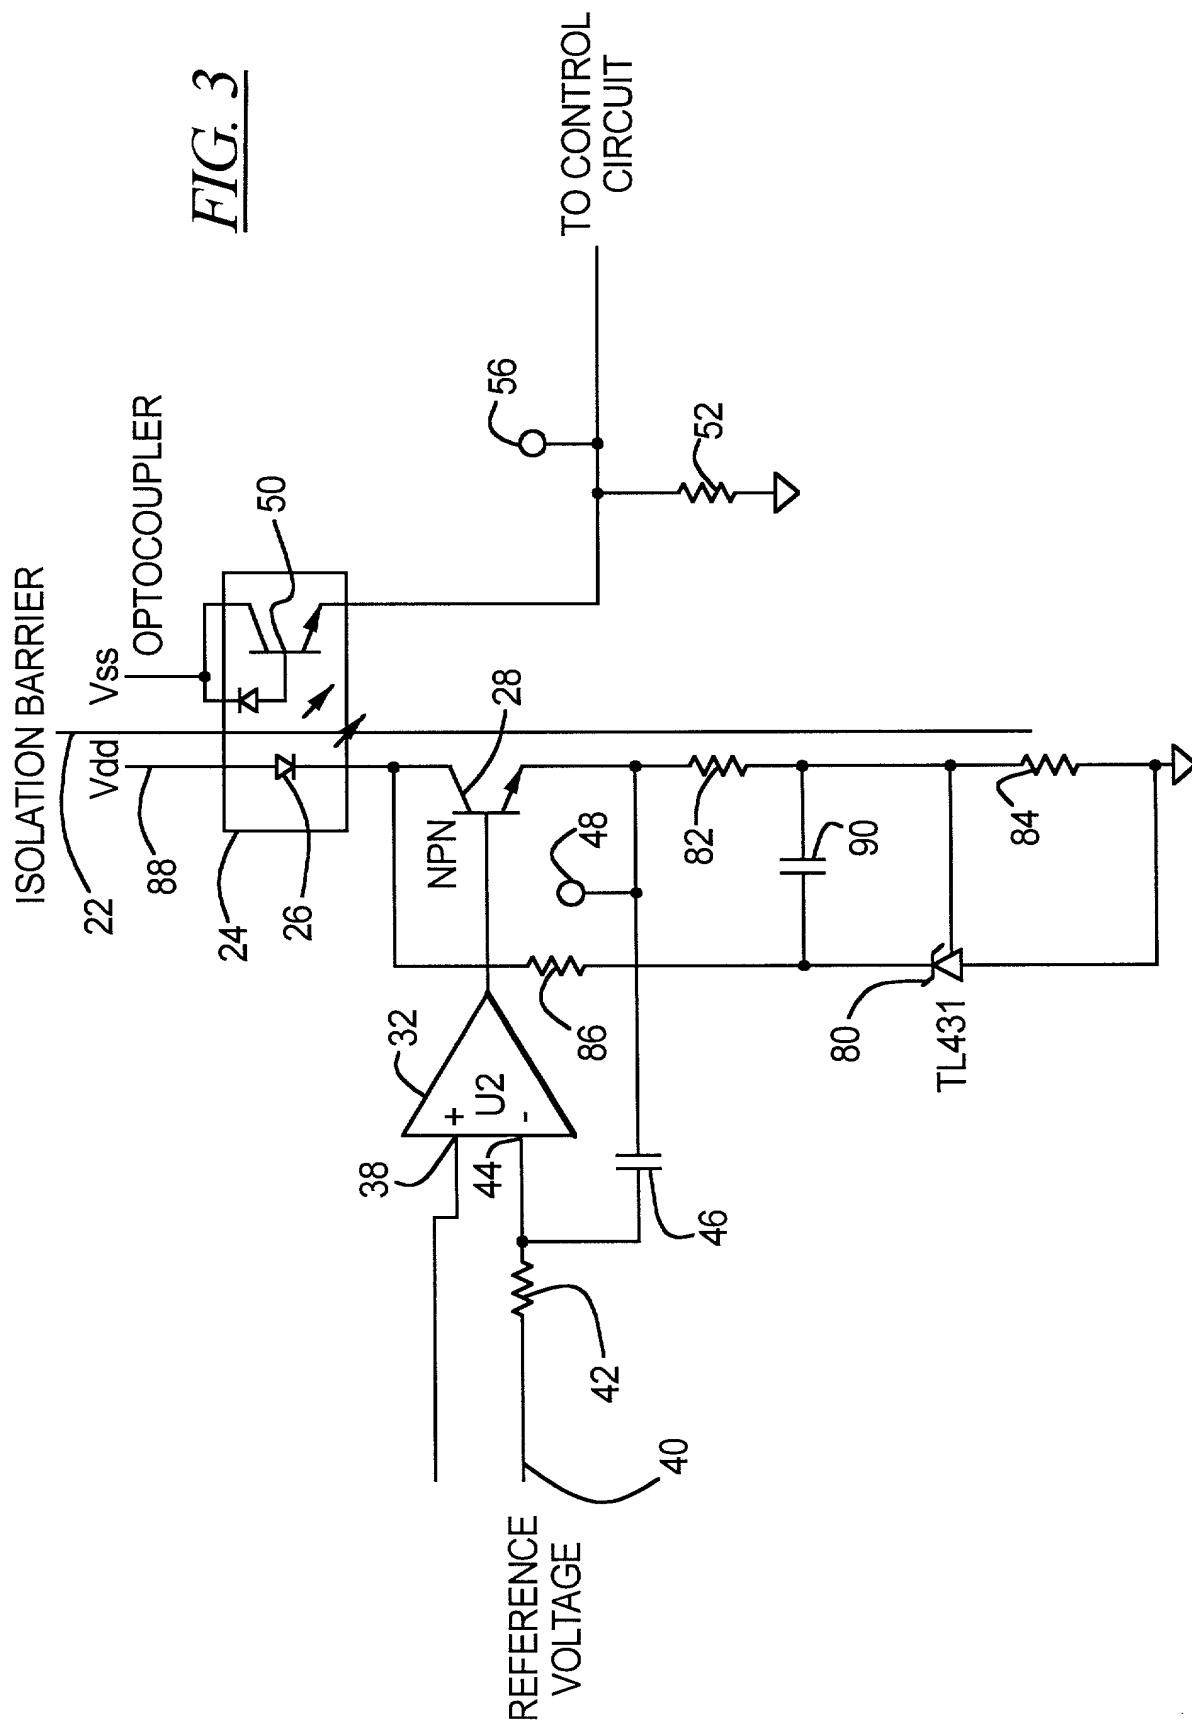 FIG. 3
ISOLATION BARRIER
OPTOCOUPLER
Vss
Vdd
22
88
24
26
50
56
TO CONTROL
CIRCUIT
52
28
NPN
48
32
U2
+
-
38
44
86
82
90
84
80
TL431
46
42
40
REFERENCE
VOLTAGE